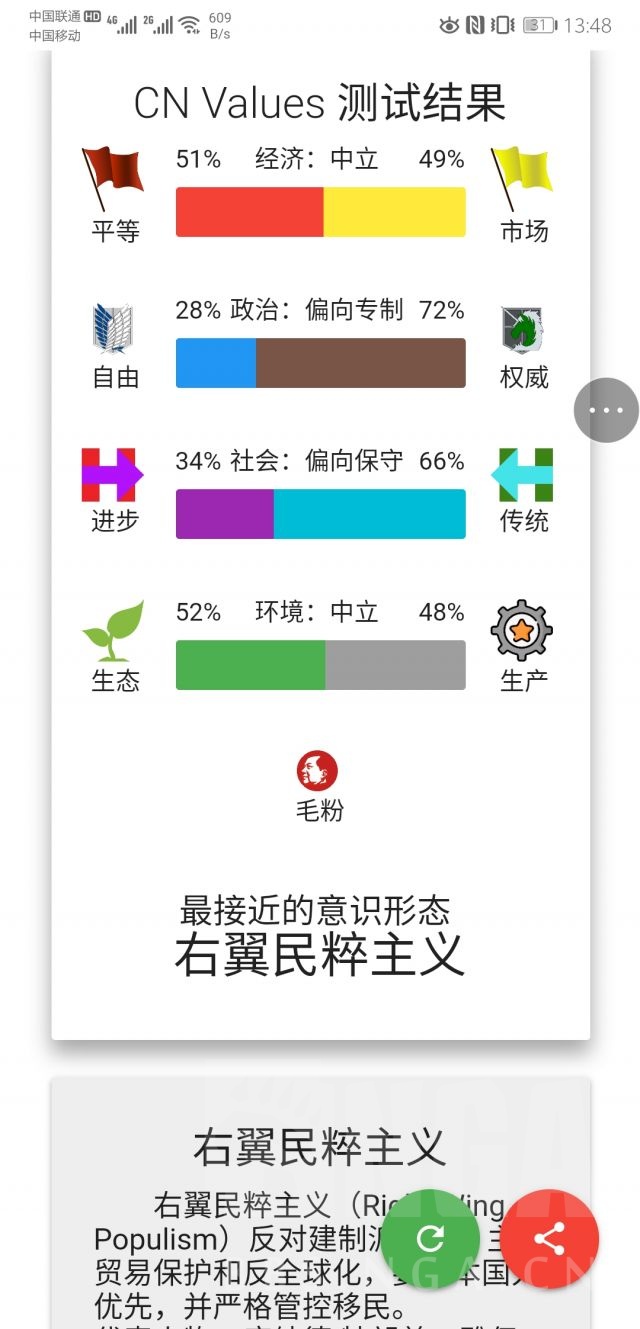 中国联通 HD 4G 2G 609 B/s 31 13:48
中国移动
CN Values 测试结果
51% 经济：中立 49%
平等 市场
28% 政治：偏向专制 72%
自由 权威
34% 社会：偏向保守 66%
进步 传统
52% 环境：中立 48%
生态 生产
毛粉
最接近的意识形态
右翼民粹主义
右翼民粹主义
右翼民粹主义（Rig ing
Populism）反对建制派 主
贸易保护和反全球化， 本国人
优先，并严格管控移民。
NGA.CN